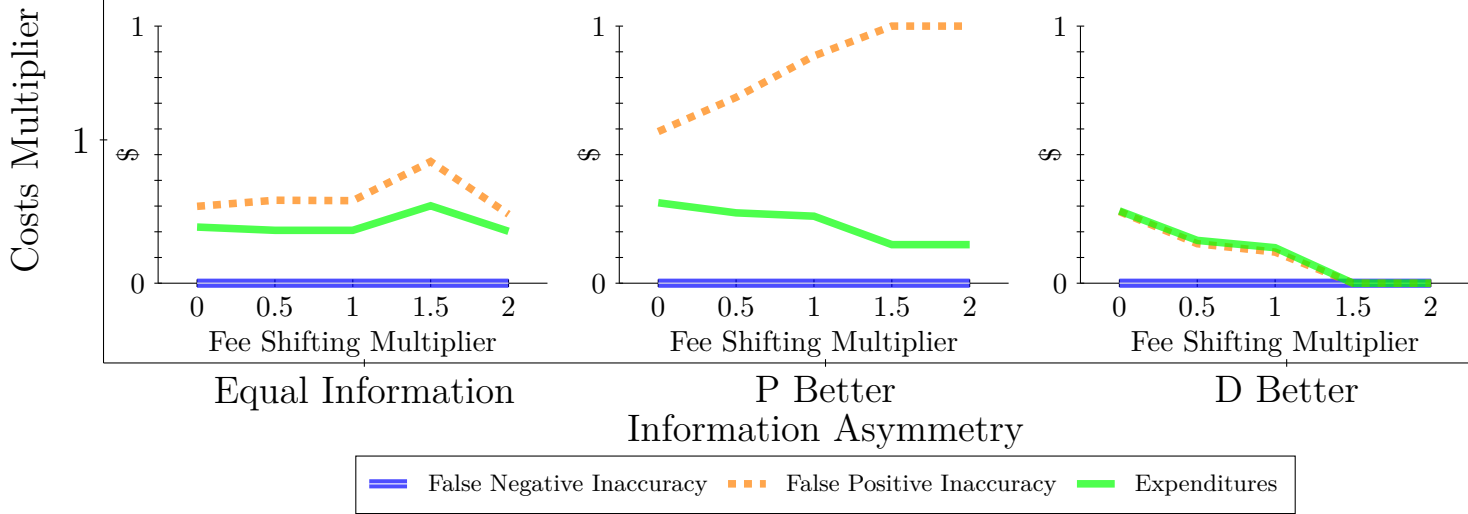 Costs Multiplier
1
1
0
$
0 0.5 1 1.5 2
Fee Shifting Multiplier
1
0
$
0 0.5 1 1.5 2
Fee Shifting Multiplier
1
0
$
0 0.5 1 1.5 2
Fee Shifting Multiplier
Equal Information
P Better
D Better
Information Asymmetry
False Negative Inaccuracy False Positive Inaccuracy Expenditures